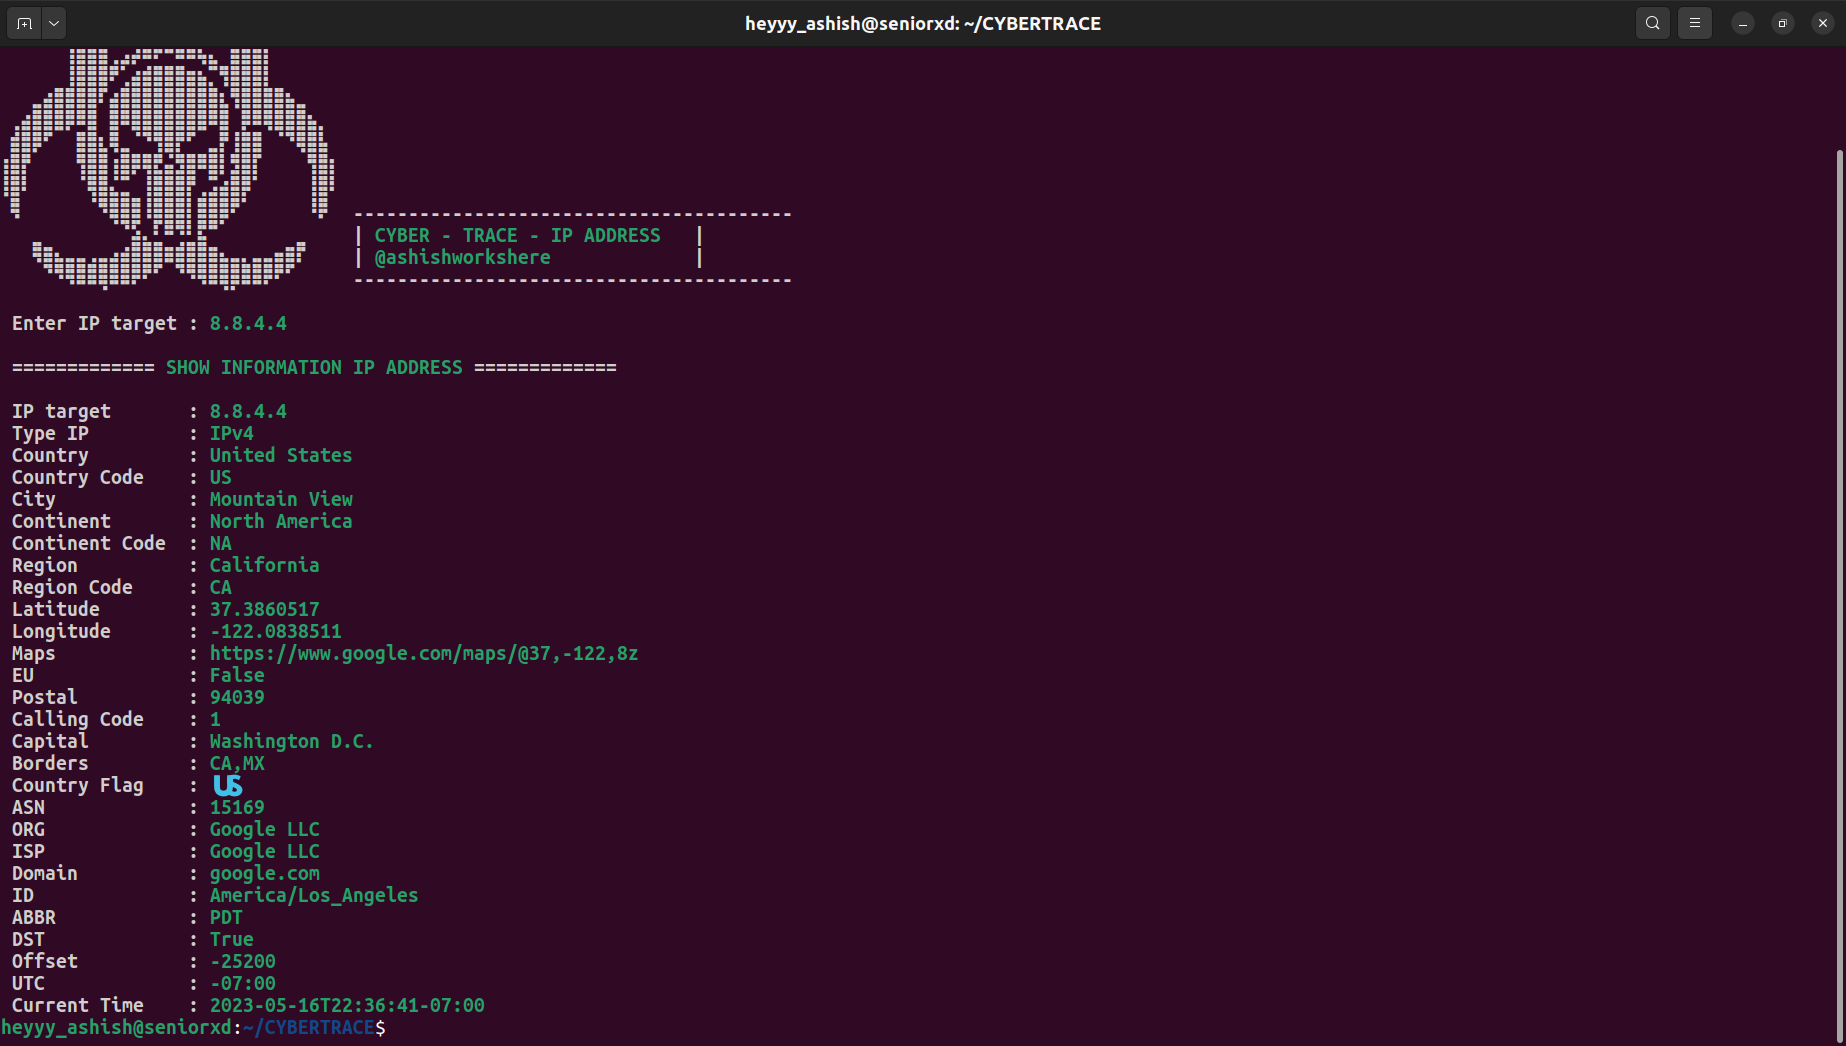 heyyy_ashish@seniorxd: ~/CYBERTRACE
----------------------------------------
| CYBER - TRACE - IP ADDRESS   |
| @ashishworkshere             |
----------------------------------------
Enter IP target : 8.8.4.4
============= SHOW INFORMATION IP ADDRESS =============
IP target       : 8.8.4.4
Type IP         : IPv4
Country         : United States
Country Code    : US
City            : Mountain View
Continent       : North America
Continent Code  : NA
Region          : California
Region Code     : CA
Latitude        : 37.3860517
Longitude       : -122.0838511
Maps            : https://www.google.com/maps/@37,-122,8z
EU              : False
Postal          : 94039
Calling Code    : 1
Capital         : Washington D.C.
Borders         : CA,MX
Country Flag    : US
ASN             : 15169
ORG             : Google LLC
ISP             : Google LLC
Domain          : google.com
ID              : America/Los_Angeles
ABBR            : PDT
DST             : True
Offset          : -25200
UTC             : -07:00
Current Time    : 2023-05-16T22:36:41-07:00
heyyy_ashish@seniorxd:~/CYBERTRACE$